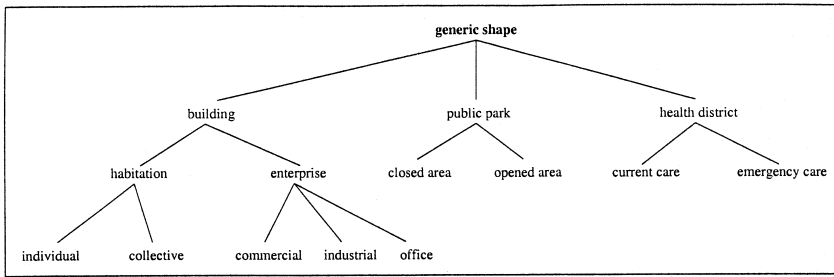 generic shape
building public park health district
habitation enterprise closed area opened area current care emergency care
individual collective commercial industrial office